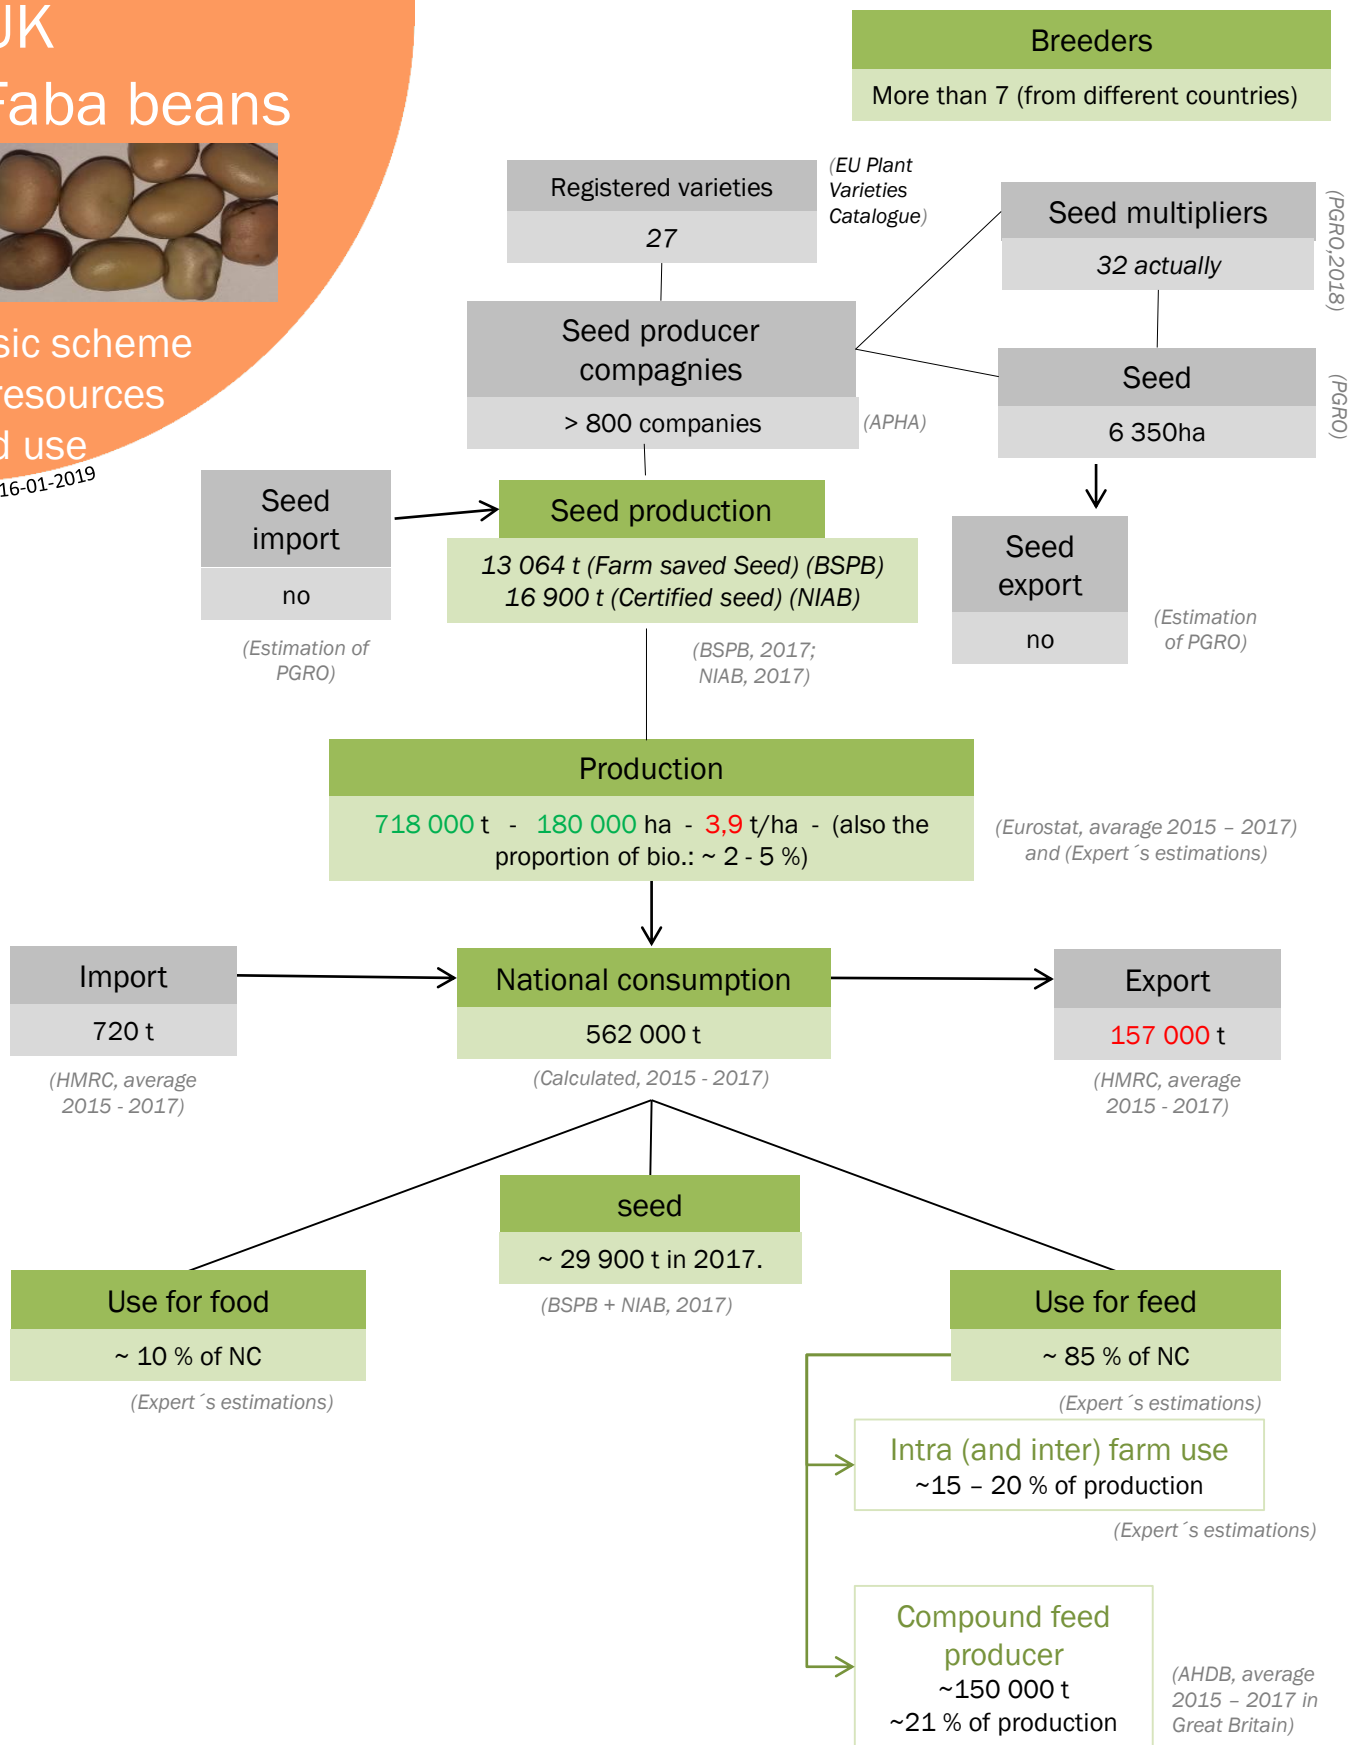 UK
Faba beans
sic scheme
resources
d use
16-01-2019
Breeders
More than 7 (from different countries)
Registered varieties
27
(EU Plant
Varieties
Catalogue)
Seed multipliers
32 actually
(PGRO,2018)
Seed producer
compagnies
> 800 companies
(APHA)
Seed
6 350ha
(PGRO)
Seed
import
no
(Estimation of
PGRO)
Seed production
13 064 t (Farm saved Seed) (BSPB)
16 900 t (Certified seed) (NIAB)
(BSPB, 2017;
NIAB, 2017)
Seed
export
no
(Estimation
of PGRO)
Production
718 000 t - 180 000 ha - 3,9 t/ha - (also the
proportion of bio.: ~ 2 - 5 %)
(Eurostat, avarage 2015 – 2017)
and (Expert´s estimations)
Import
720 t
(HMRC, average
2015 - 2017)
National consumption
562 000 t
(Calculated, 2015 - 2017)
Export
157 000 t
(HMRC, average
2015 - 2017)
seed
~ 29 900 t in 2017.
(BSPB + NIAB, 2017)
Use for food
~ 10 % of NC
(Expert´s estimations)
Use for feed
~ 85 % of NC
(Expert´s estimations)
Intra (and inter) farm use
~15 – 20 % of production
(Expert´s estimations)
Compound feed
producer
~150 000 t
~21 % of production
(AHDB, average
2015 – 2017 in
Great Britain)